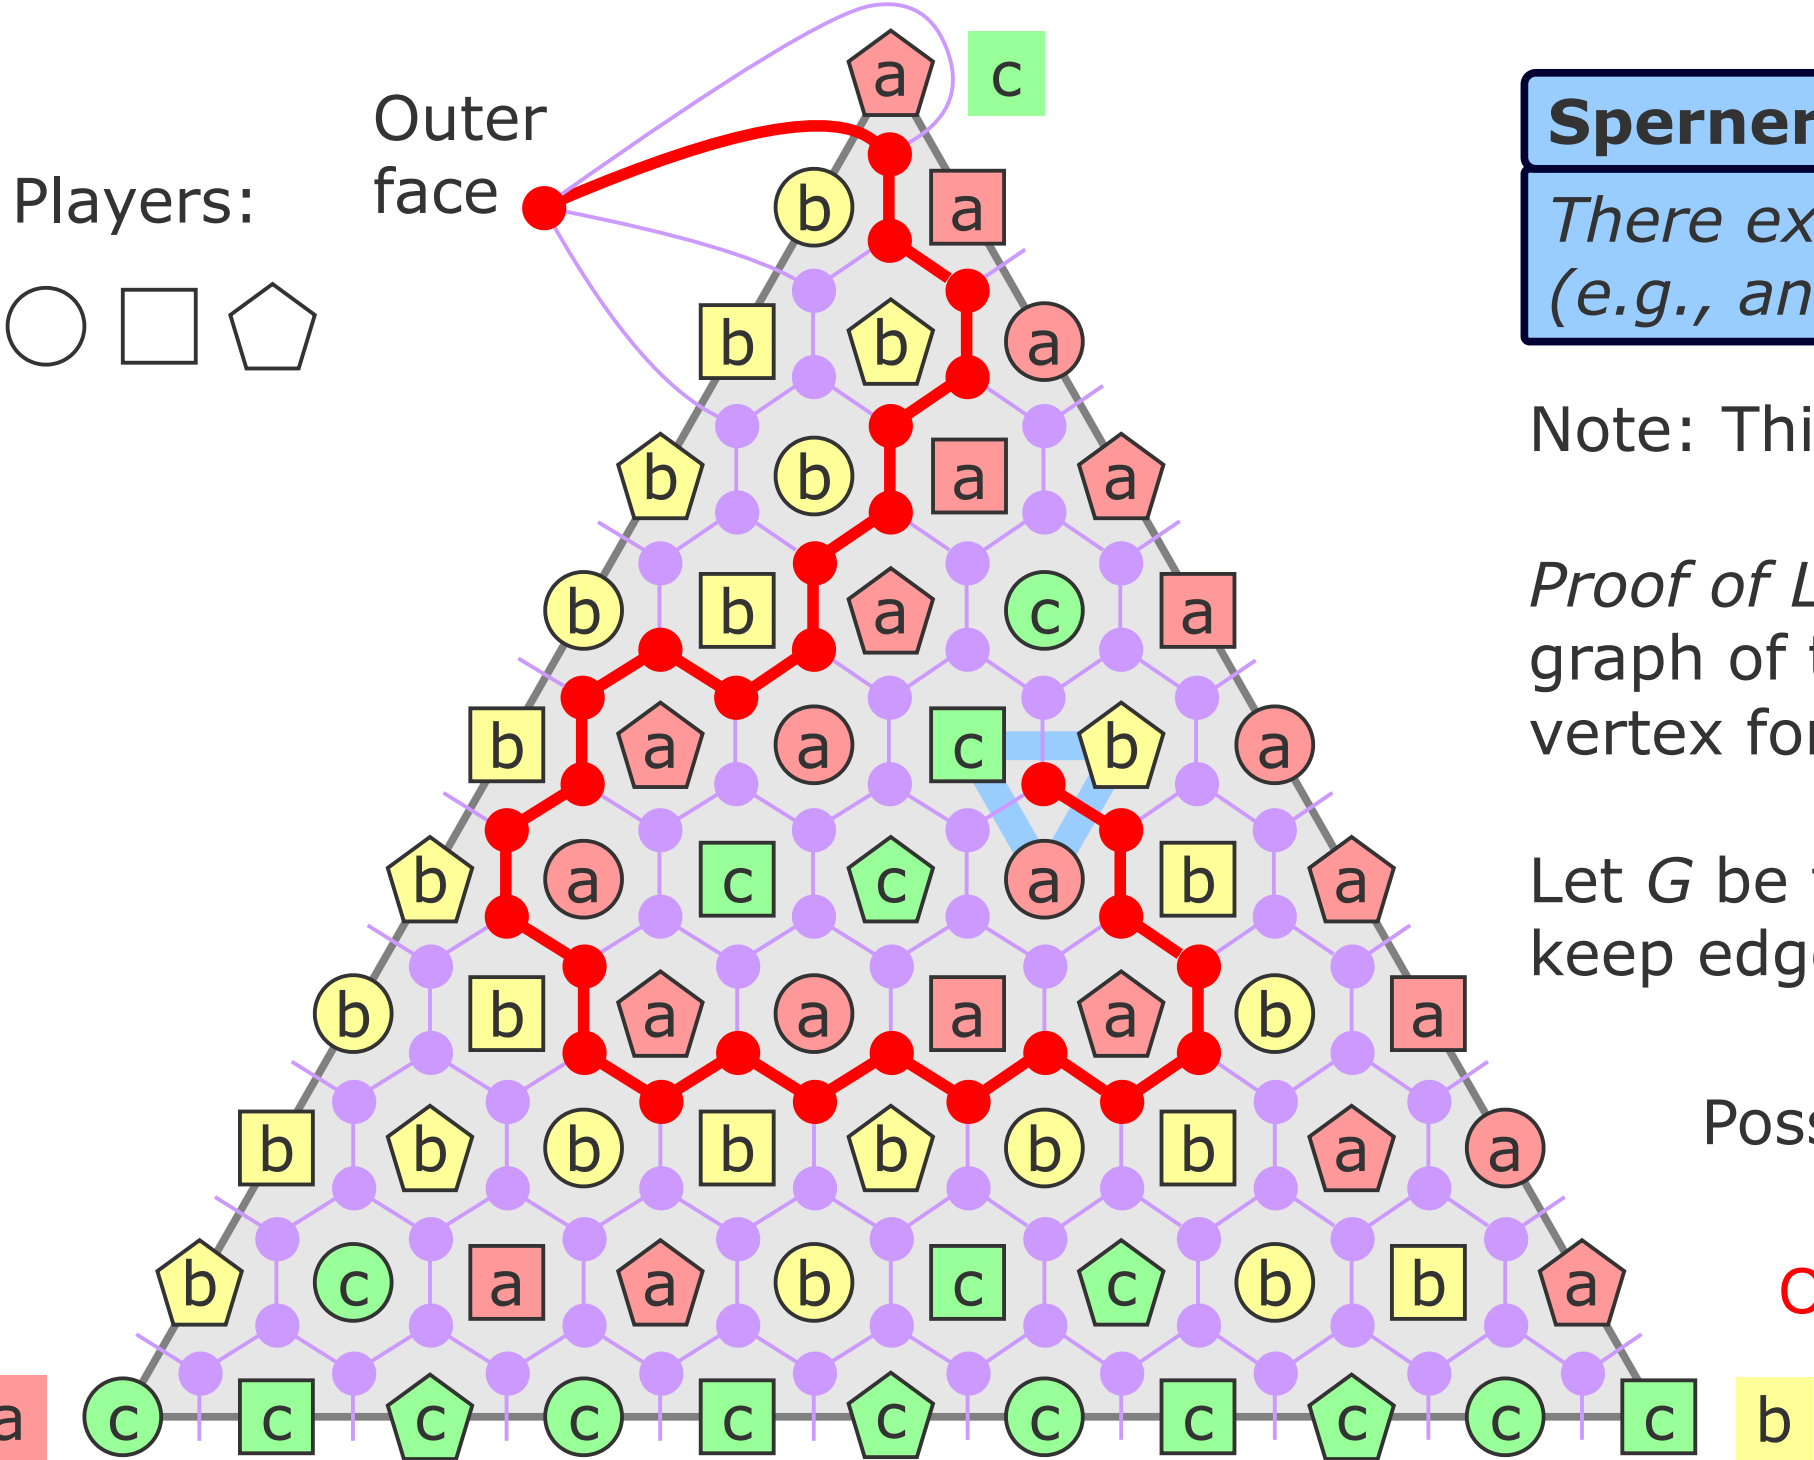 Outer
face
Players:
a c
b a
b b a
b b a a
b b a c a
b a a c b a
b a c c a b a
b b a a a a b a
b b b b b b b a a
b c a a b c c b b a
a c c c c c c c c c c c b
Sperner
There ex
(e.g., an
Note: Thi
Proof of L
graph of t
vertex for
Let G be
keep edg
Poss